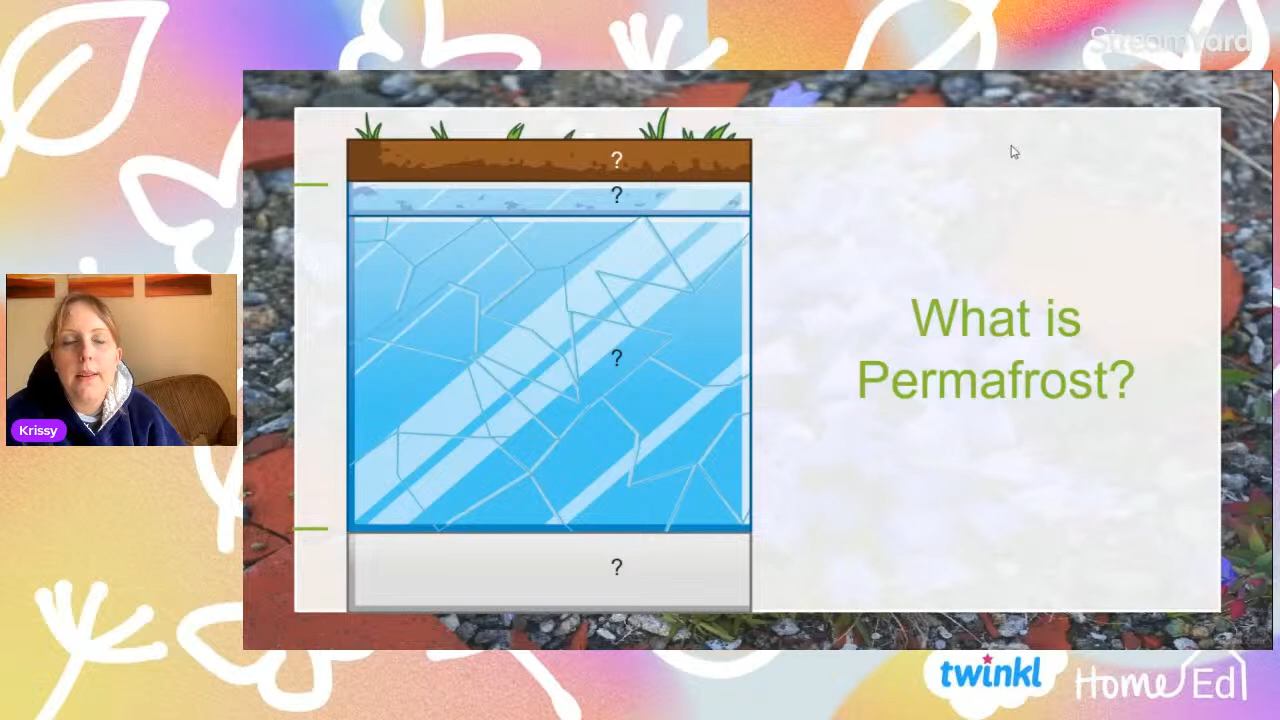 StreamYard
?
?
?
?
What is
Permafrost?
Krissy
twinkl
Home Ed